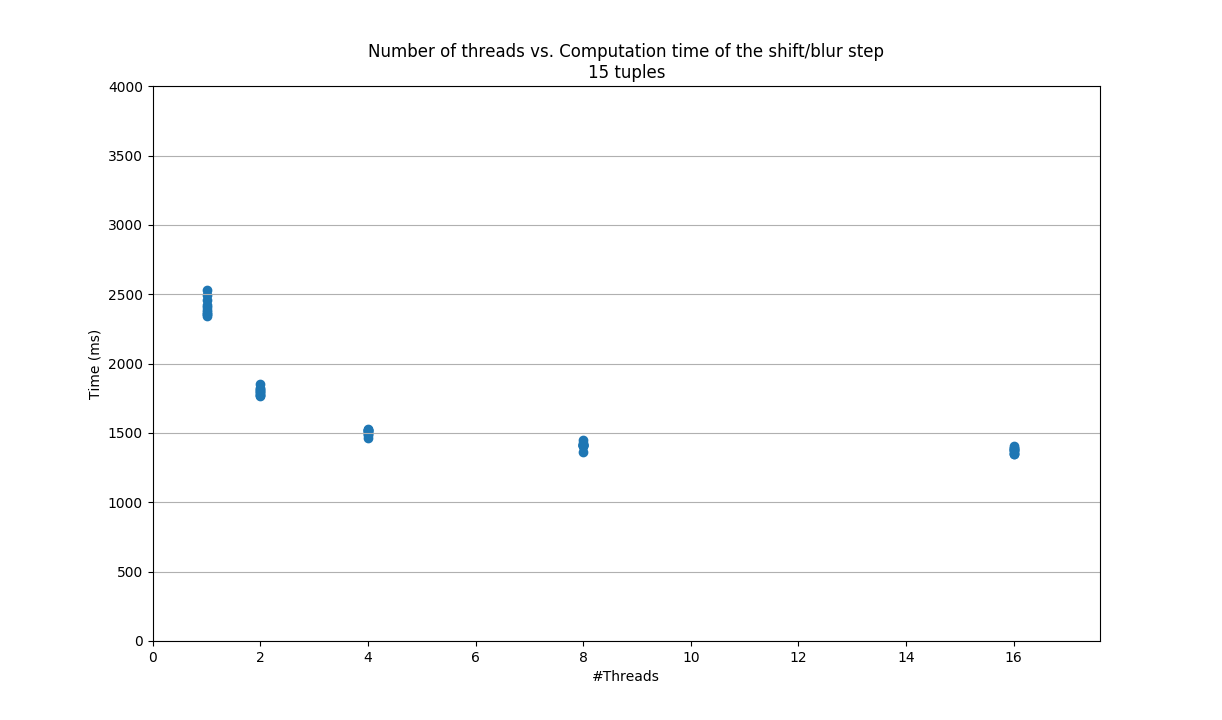 Number of threads vs. Computation time of the shift/blur step
15 tuples
4000
3500
3000
2500
2000
1500
1000
500
0
Time (ms)
0 2 4 6 8 10 12 14 16
#Threads